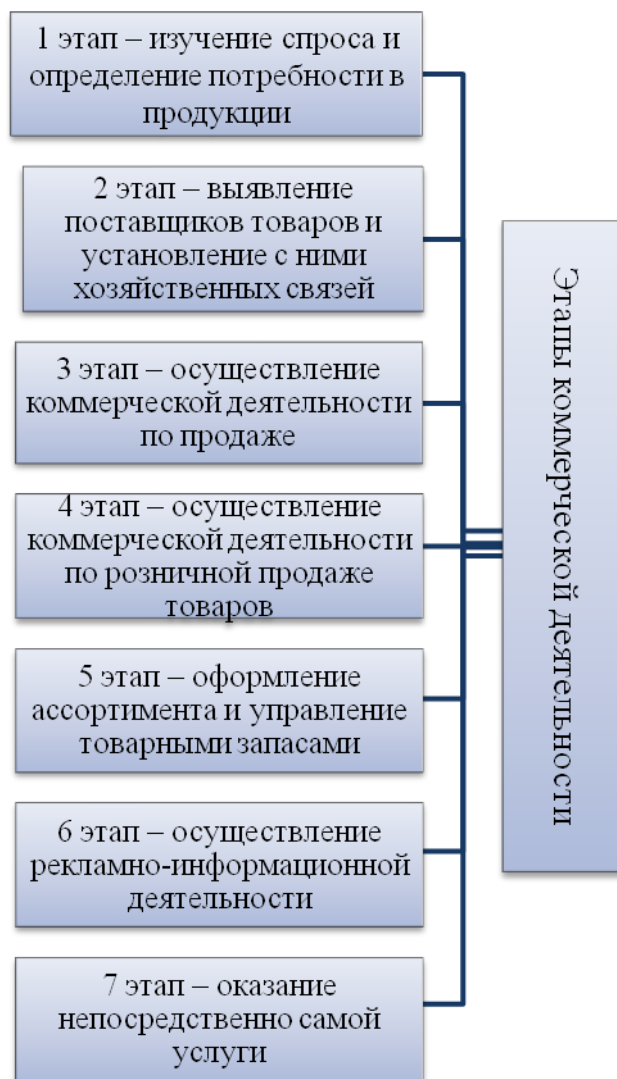 1 этап – изучение спроса и
определение потребности в
продукции
2 этап – выявление
поставщиков товаров и
установление с ними
хозяйственных связей
3 этап – осуществление
коммерческой деятельности
по продаже
4 этап – осуществление
коммерческой деятельности
по розничной продаже
товаров
5 этап – оформление
ассортимента и управление
товарными запасами
6 этап – осуществление
рекламно-информационной
деятельности
7 этап – оказание
непосредственно самой
услуги
Этапы коммерческой деятельности